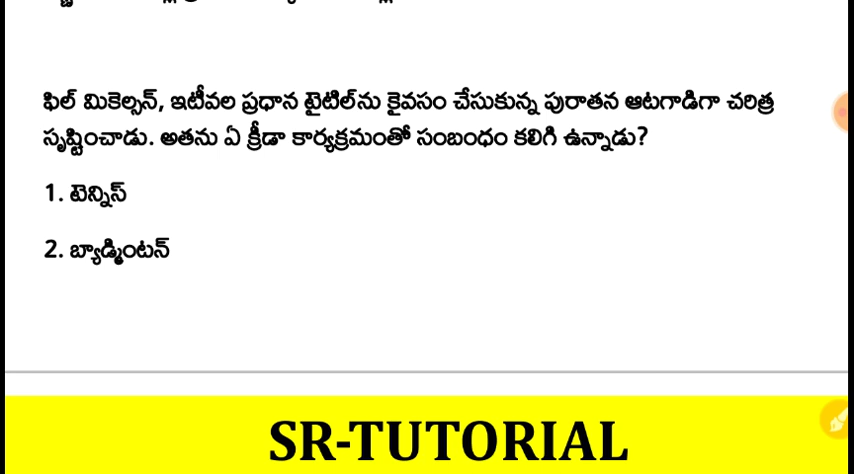 ఫిల్ మికెల్సన్, ఇటీవల ప్రధాన టైటిల్‌ను కైవసం చేసుకున్న పురాతన ఆటగాడిగా చరిత్ర
సృష్టించాడు. అతను ఏ క్రీడా కార్యక్రమంతో సంబంధం కలిగి ఉన్నాడు?
1. టెన్నిస్
2. బ్యాడ్మింటన్
SR-TUTORIAL